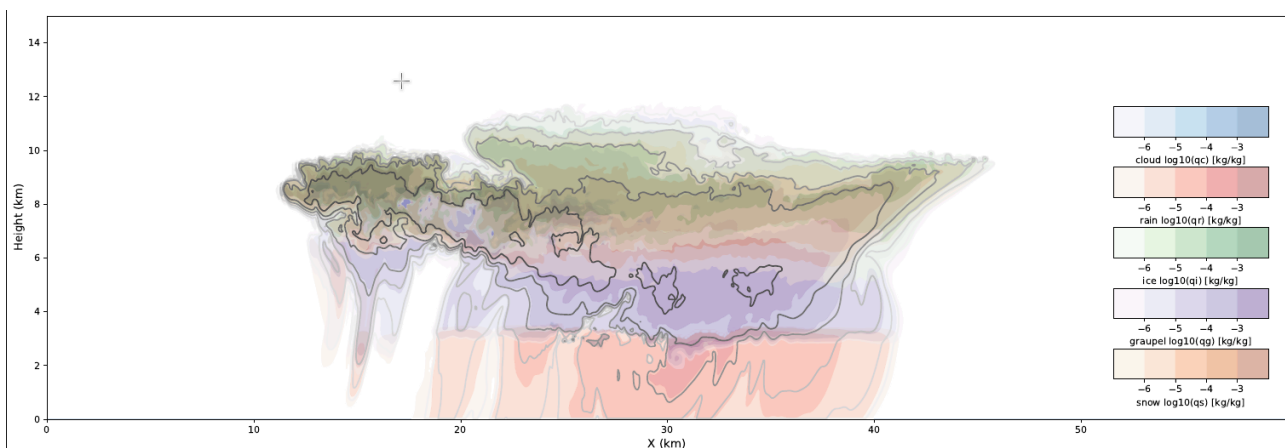 14
12
10
8
6
4
2
0
Height (km)
0 10 20 30 40 50
X (km)
−6 −5 −4 −3
cloud log10(qc) [kg/kg]
−6 −5 −4 −3
rain log10(qr) [kg/kg]
−6 −5 −4 −3
ice log10(qi) [kg/kg]
−6 −5 −4 −3
graupel log10(qg) [kg/kg]
−6 −5 −4 −3
snow log10(qs) [kg/kg]